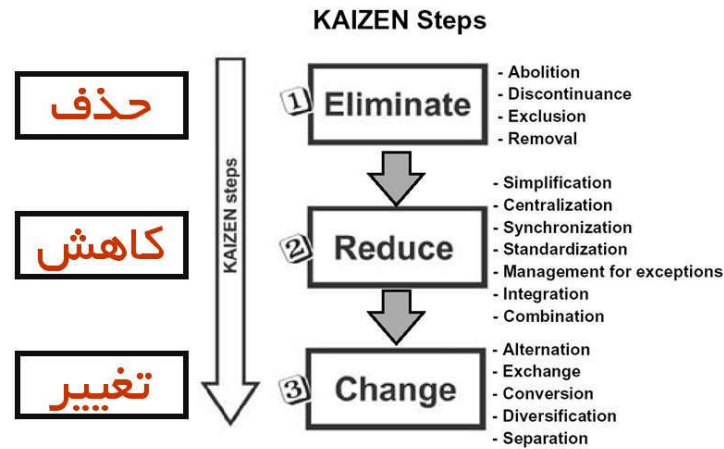 KAIZEN Steps
حذف
1
Eliminate
- Abolition
- Discontinuance
- Exclusion
- Removal
KAIZEN steps
کاهش
2
Reduce
- Simplification
- Centralization
- Synchronization
- Standardization
- Management for exceptions
- Integration
- Combination
تغییر
3
Change
- Alternation
- Exchange
- Conversion
- Diversification
- Separation